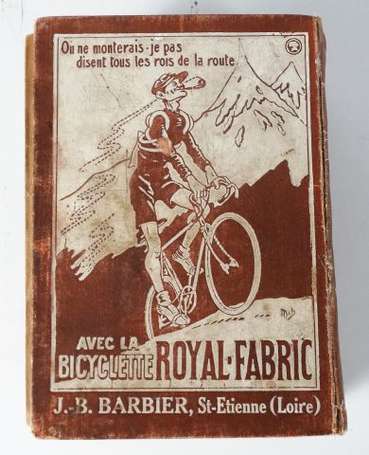 Où ne monterais-je pas
disent tous les rois de la route
AVEC LA
BICYCLETTE ROYAL-FABRIC
J.-B. BARBIER, St-Etienne (Loire)